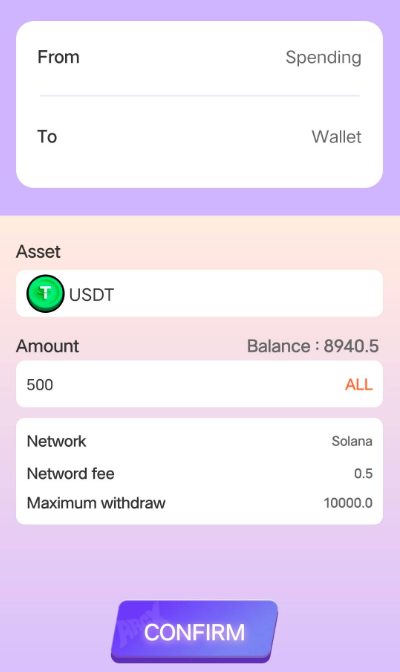 From Spending
To Wallet
Asset
USDT
Amount Balance : 8940.5
500 ALL
Network Solana
Netword fee 0.5
Maximum withdraw 10000.0
CONFIRM